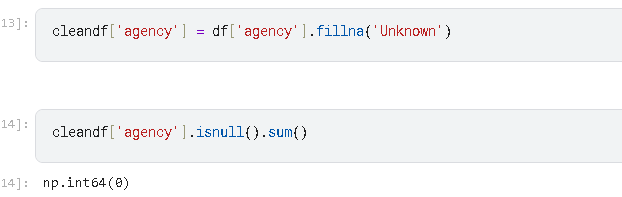 13]:
cleandf['agency'] = df['agency'].fillna('Unknown')
14]:
cleandf['agency'].isnull().sum()
14]:
np.int64(0)